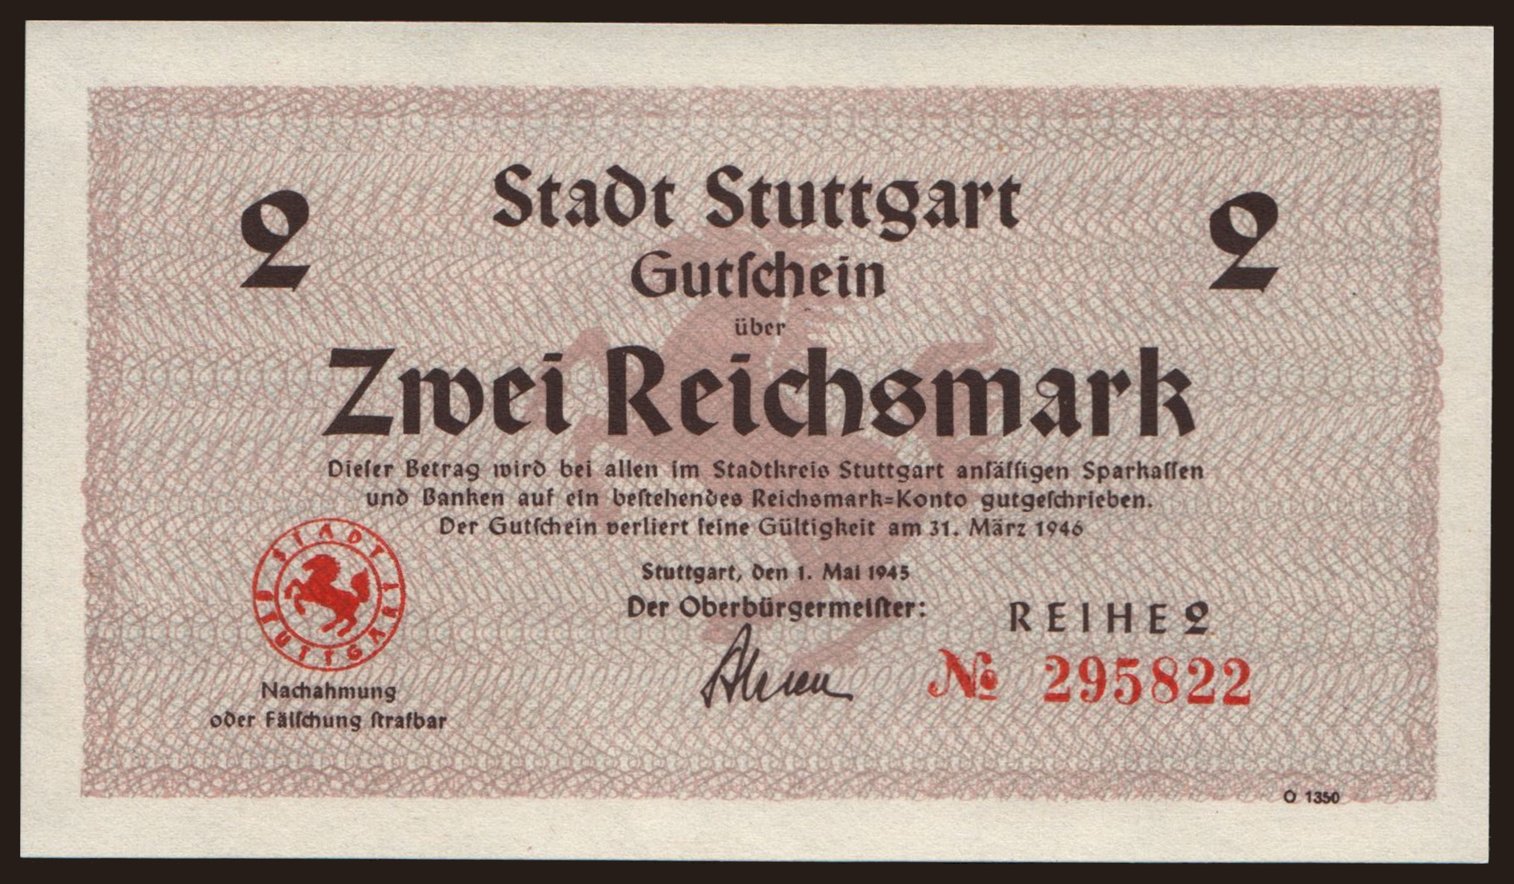 Stadt Stuttgart
2
2
Gutſchein
über
Zwei Reichsmark
Dieſer Betrag wird bei allen im Stadtkreis Stuttgart anſäſſigen Sparkaſſen
und Banken auf ein beſtehendes Reichsmark=Konto gutgeſchrieben.
Der Gutſchein verliert ſeine Gültigkeit am 31. März 1946
STADT STUTTGART
Stuttgart, den 1. Mai 1945
Der Oberbürgermeiſter:
REIHE 2
№ 295822
Nachahmung
oder Fälſchung ſtrafbar
O 1350